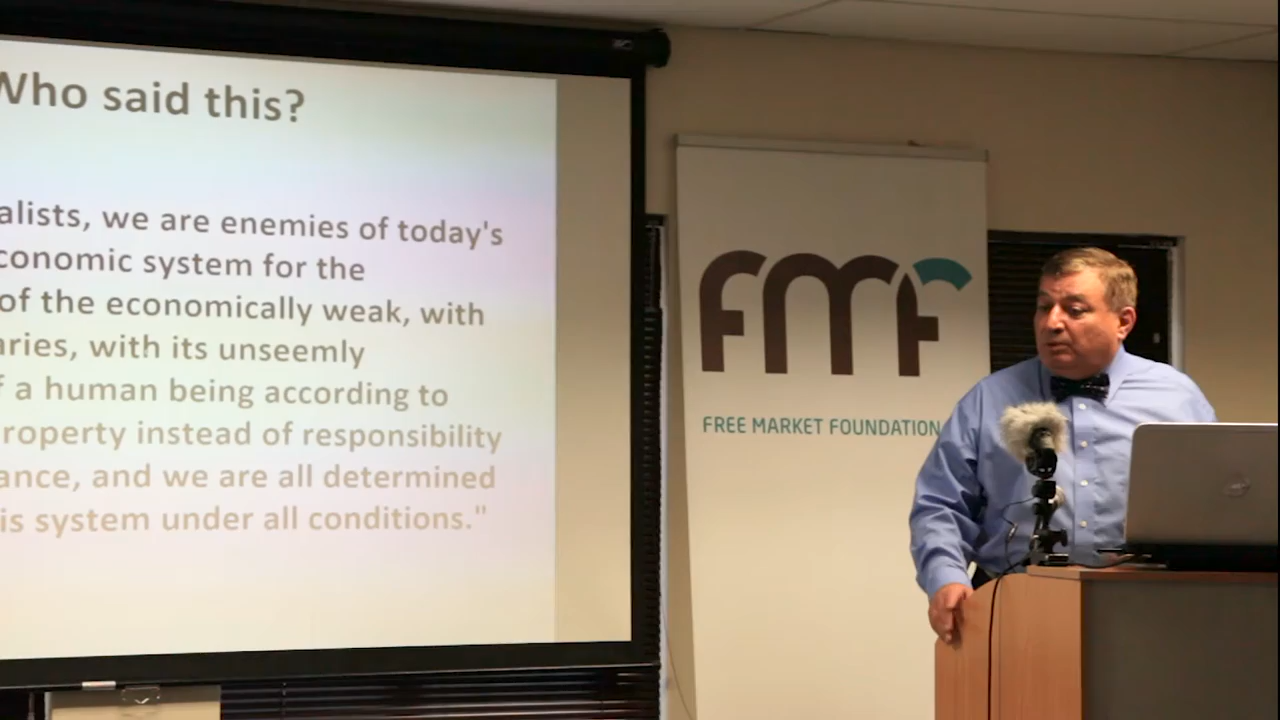 Who said this?
alists, we are enemies of today's
conomic system for the
of the economically weak, with
aries, with its unseemly
f a human being according to
roperty instead of responsibility
ance, and we are all determined
is system under all conditions."
fmf
FREE MARKET FOUNDATION